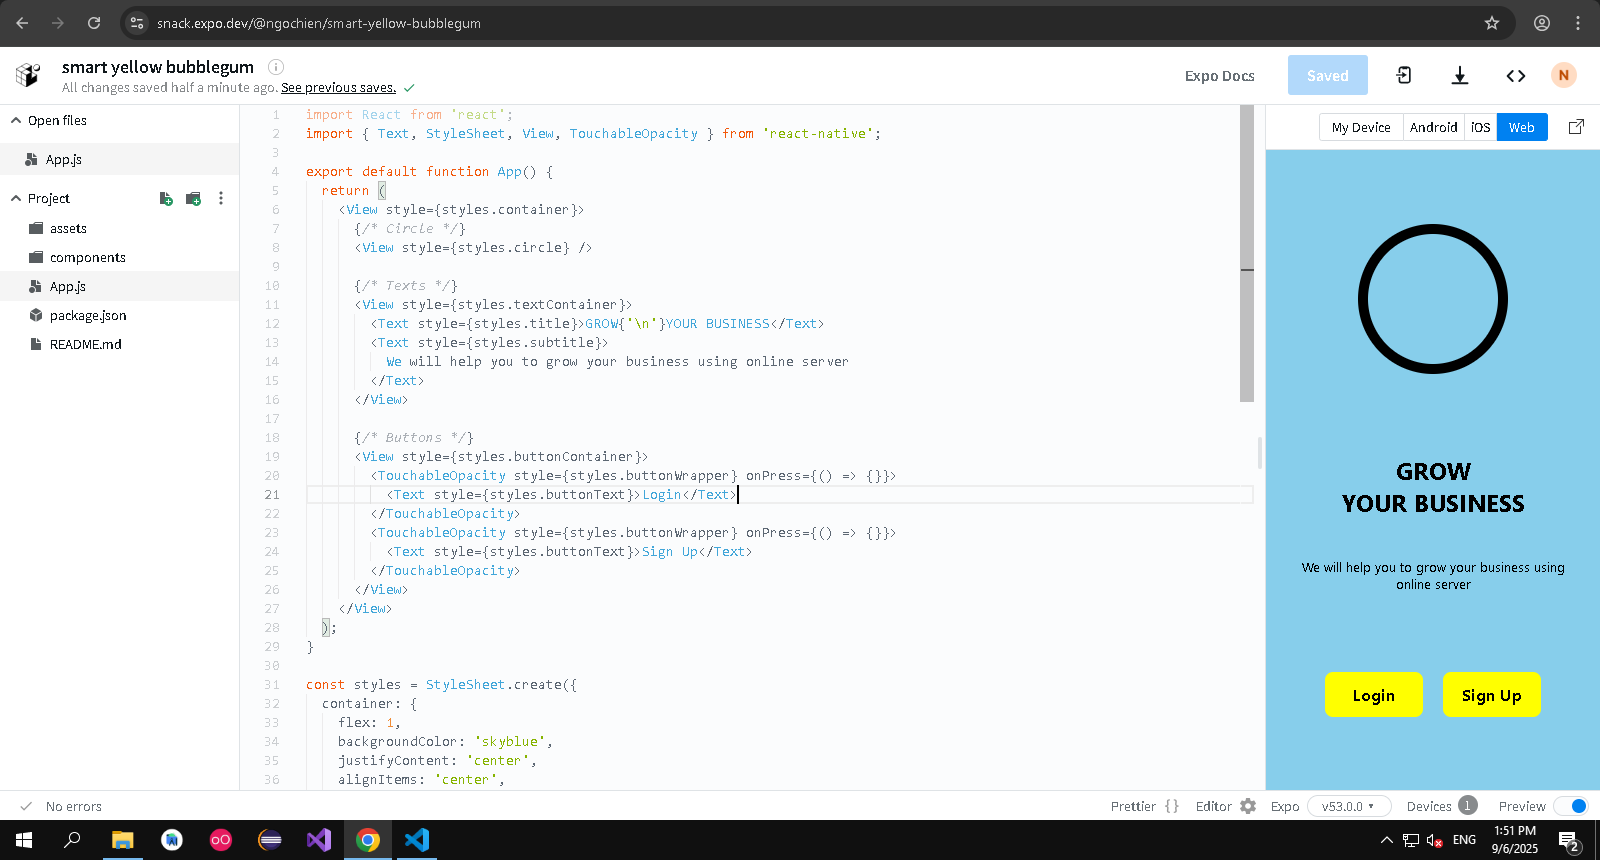 snack.expo.dev/@ngochien/smart-yellow-bubblegum
smart yellow bubblegum
All changes saved half a minute ago. See previous saves.
Expo Docs
Saved
N
Open files
App.js
Project
assets
components
App.js
package.json
README.md
1 import React from 'react';
2 import { Text, StyleSheet, View, TouchableOpacity } from 'react-native';
3
4 export default function App() {
5 return (
6 <View style={styles.container}>
7 {/* Circle */}
8 <View style={styles.circle} />
9
10 {/* Texts */}
11 <View style={styles.textContainer}>
12 <Text style={styles.title}>GROW{'\n'}YOUR BUSINESS</Text>
13 <Text style={styles.subtitle}>
14 We will help you to grow your business using online server
15 </Text>
16 </View>
17
18 {/* Buttons */}
19 <View style={styles.buttonContainer}>
20 <TouchableOpacity style={styles.buttonWrapper} onPress={() => {}}>
21 <Text style={styles.buttonText}>Login</Text>
22 </TouchableOpacity>
23 <TouchableOpacity style={styles.buttonWrapper} onPress={() => {}}>
24 <Text style={styles.buttonText}>Sign Up</Text>
25 </TouchableOpacity>
26 </View>
27 </View>
28 );
29 }
30
31 const styles = StyleSheet.create({
32 container: {
33 flex: 1,
34 backgroundColor: 'skyblue',
35 justifyContent: 'center',
36 alignItems: 'center',
My Device Android iOS Web
GROW
YOUR BUSINESS
We will help you to grow your business using
online server
Login Sign Up
No errors
Prettier {} Editor Expo v53.0.0 Devices 1 Preview
ENG
1:51 PM
9/6/2025
2